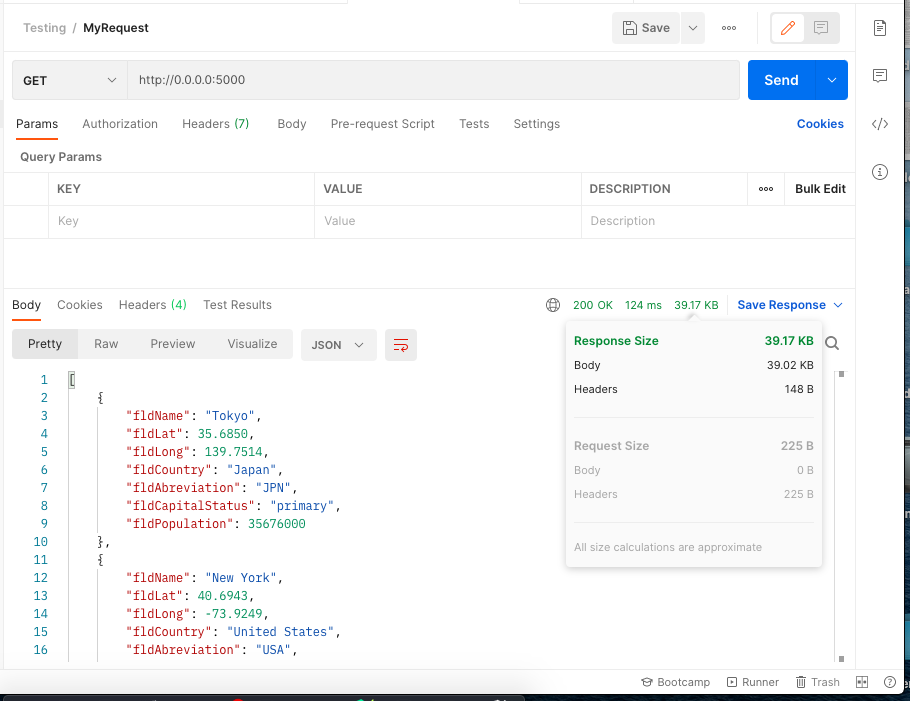 Testing / MyRequest
Save
GET http://0.0.0.0:5000 Send
Params Authorization Headers (7) Body Pre-request Script Tests Settings Cookies
Query Params
KEY VALUE DESCRIPTION Bulk Edit
Key Value Description
Body Cookies Headers (4) Test Results 200 OK 124 ms 39.17 KB Save Response
Pretty Raw Preview Visualize JSON
Response Size 39.17 KB
Body 39.02 KB
Headers 148 B
Request Size 225 B
Body 0 B
Headers 225 B
All size calculations are approximate
1 [
2 {
3 "fldName": "Tokyo",
4 "fldLat": 35.6850,
5 "fldLong": 139.7514,
6 "fldCountry": "Japan",
7 "fldAbreviation": "JPN",
8 "fldCapitalStatus": "primary",
9 "fldPopulation": 35676000
10 },
11 {
12 "fldName": "New York",
13 "fldLat": 40.6943,
14 "fldLong": -73.9249,
15 "fldCountry": "United States",
16 "fldAbreviation": "USA",
Bootcamp Runner Trash